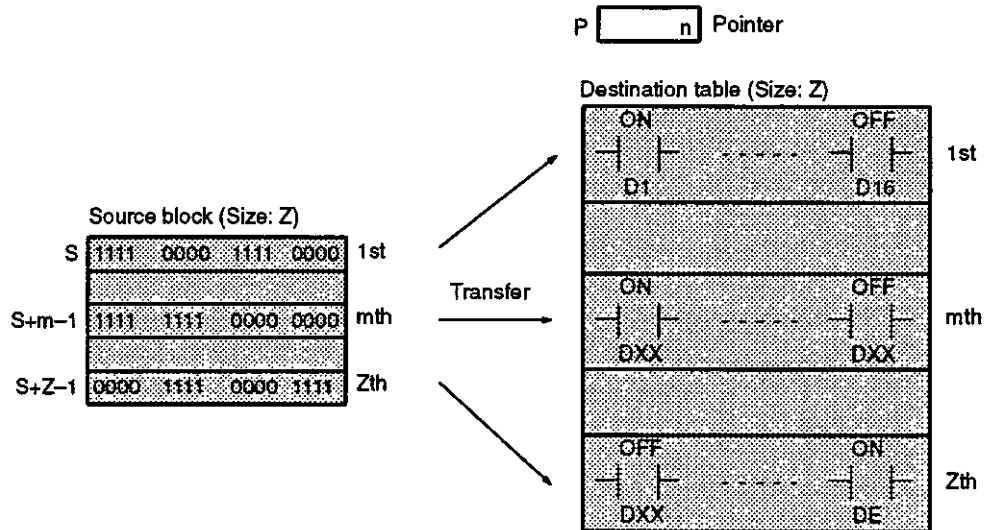 P n Pointer
Destination table (Size: Z)
ON OFF
1st
D1 D16
Source block (Size: Z)
S 1111 0000 1111 0000 1st
Transfer
ON OFF
S+m–1 1111 1111 0000 0000 mth
mth
DXX DXX
S+Z–1 0000 1111 0000 1111 Zth
OFF ON
Zth
DXX DE